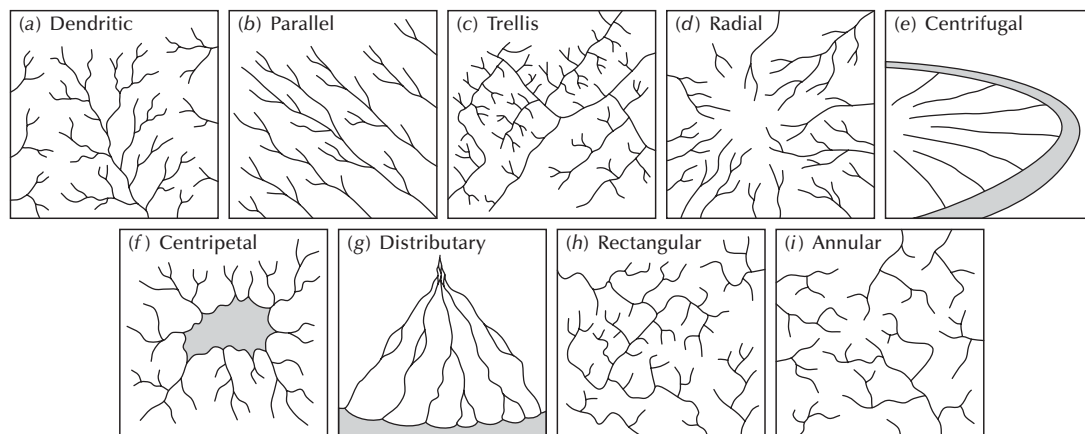 (a) Dendritic
(b) Parallel
(c) Trellis
(d) Radial
(e) Centrifugal
(f) Centripetal
(g) Distributary
(h) Rectangular
(i) Annular